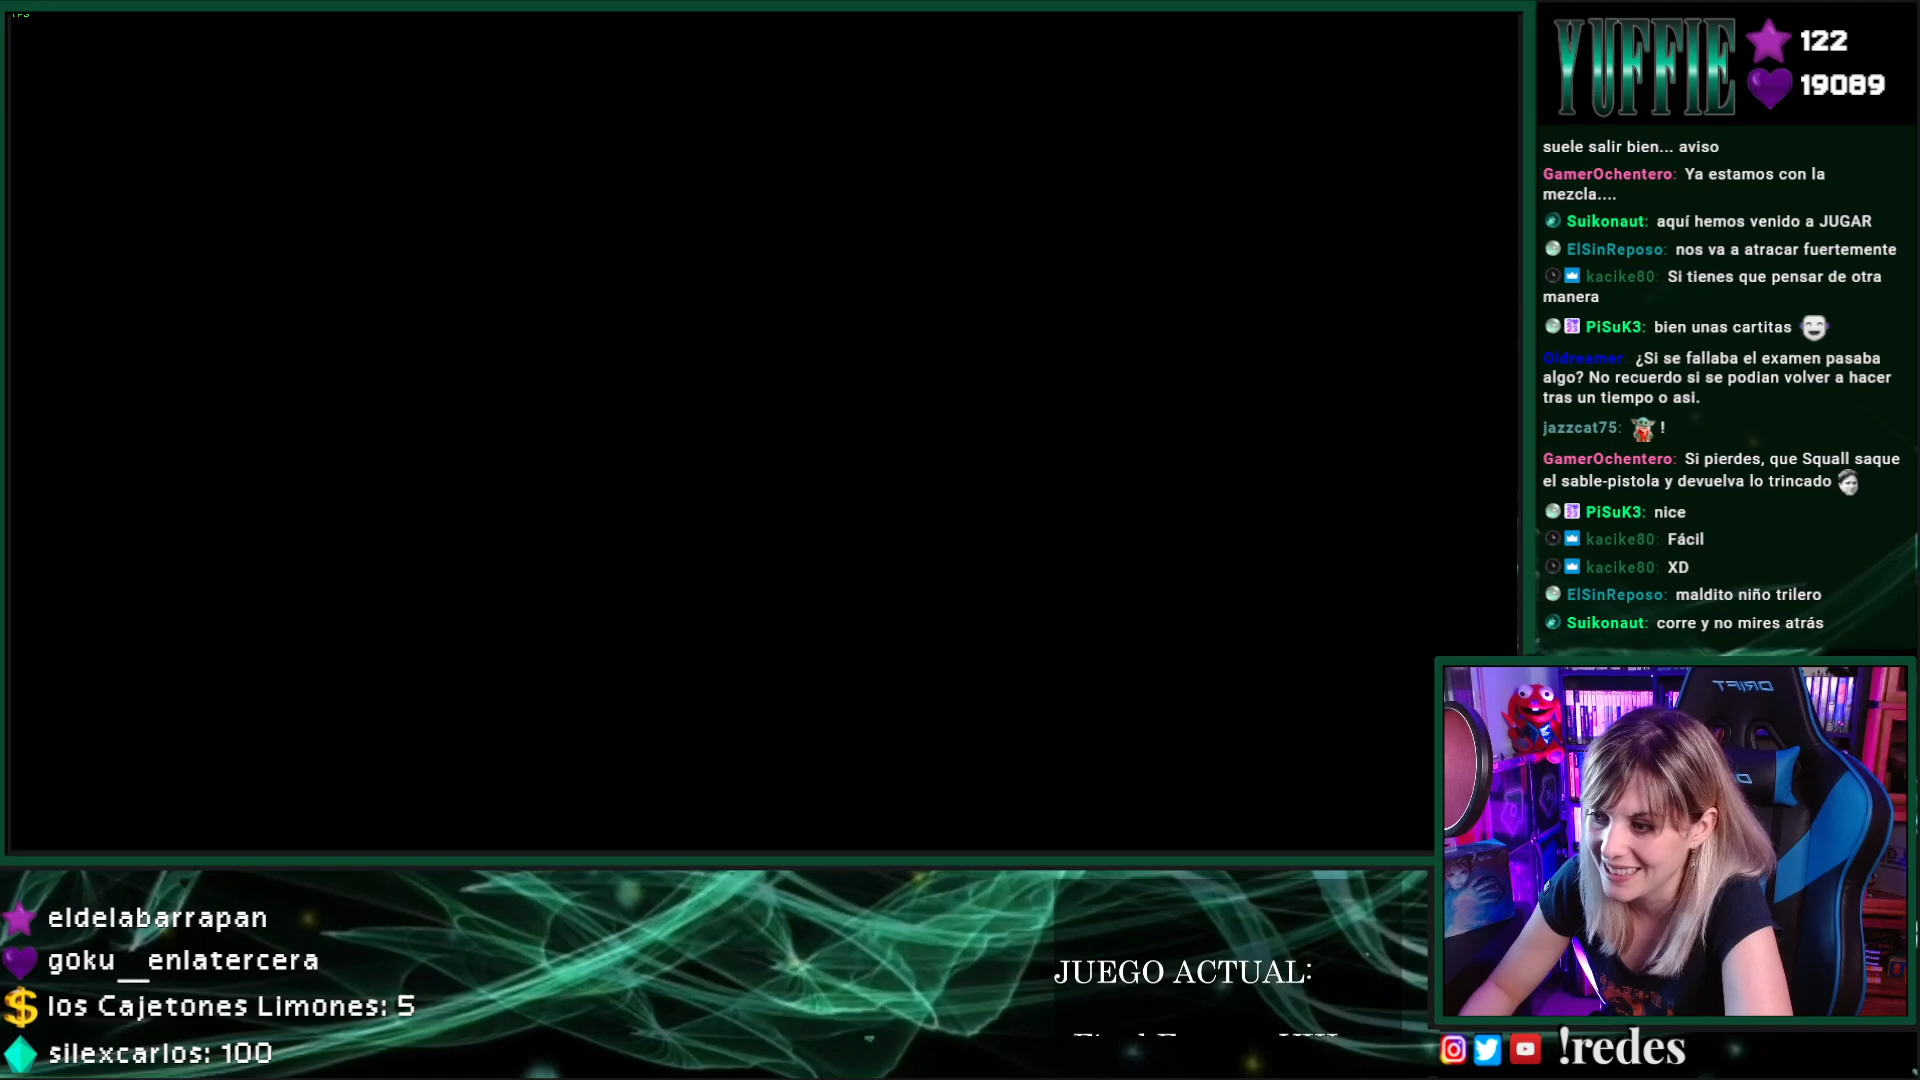 FPS
YUFFIE
122
19089
suele salir bien... aviso
GamerOchentero: Ya estamos con la
mezcla....
Suikonaut: aquí hemos venido a JUGAR
ElSinReposo: nos va a atracar fuertemente
kacike80: Si tienes que pensar de otra
manera
PiSuK3: bien unas cartitas
Oldreamer: ¿Si se fallaba el examen pasaba
algo? No recuerdo si se podian volver a hacer
tras un tiempo o asi.
jazzcat75: !
GamerOchentero: Si pierdes, que Squall saque
el sable-pistola y devuelva lo trincado
PiSuK3: nice
kacike80: Fácil
kacike80: XD
ElSinReposo: maldito niño trilero
Suikonaut: corre y no mires atrás
DRIFT
eldelabarrapan
goku__enlatercera
los Cajetones Limones: 5
silexcarlos: 100
JUEGO ACTUAL:
!redes